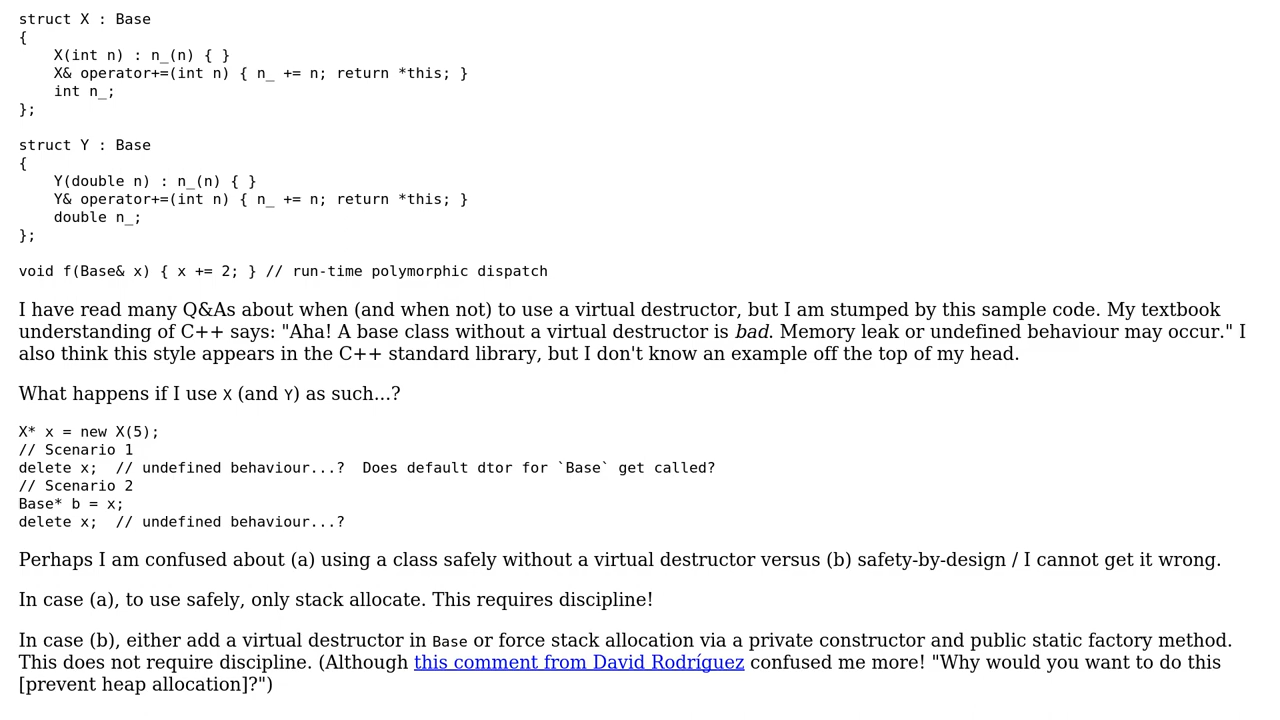 struct X : Base
{
    X(int n) : n_(n) { }
    X& operator+=(int n) { n_ += n; return *this; }
    int n_;
};

struct Y : Base
{
    Y(double n) : n_(n) { }
    Y& operator+=(int n) { n_ += n; return *this; }
    double n_;
};

void f(Base& x) { x += 2; } // run-time polymorphic dispatch

I have read many Q&As about when (and when not) to use a virtual destructor, but I am stumped by this sample code. My textbook
understanding of C++ says: "Aha! A base class without a virtual destructor is bad. Memory leak or undefined behaviour may occur." I
also think this style appears in the C++ standard library, but I don't know an example off the top of my head.

What happens if I use X (and Y) as such...?

X* x = new X(5);
// Scenario 1
delete x;  // undefined behaviour...?  Does default dtor for `Base` get called?
// Scenario 2
Base* b = x;
delete x;  // undefined behaviour...?

Perhaps I am confused about (a) using a class safely without a virtual destructor versus (b) safety-by-design / I cannot get it wrong.

In case (a), to use safely, only stack allocate. This requires discipline!

In case (b), either add a virtual destructor in Base or force stack allocation via a private constructor and public static factory method.
This does not require discipline. (Although this comment from David Rodríguez confused me more! "Why would you want to do this
[prevent heap allocation]?")